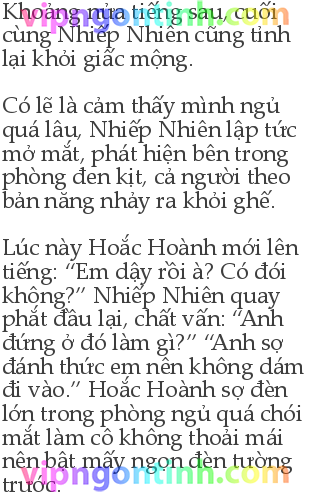 Khoảng nửa tiếng sau, cuối
cùng Nhiếp Nhiên cũng tỉnh
lại khỏi giấc mộng.
Có lẽ là cảm thấy mình ngủ
quá lâu, Nhiếp Nhiên lập tức
mở mắt, phát hiện bên trong
phòng đen kịt, cả người theo
bản năng nhảy ra khỏi ghế.
Lúc này Hoắc Hoành mới lên
tiếng: “Em dậy rồi à? Có đói
không?” Nhiếp Nhiên quay
phắt đầu lại, chất vấn: “Anh
đứng ở đó làm gì?” “Anh sợ
đánh thức em nên không dám
đi vào.” Hoắc Hoành sợ đèn
lớn trong phòng ngủ quá chói
mắt làm cô không thoải mái
nên bật mấy ngọn đèn tường
trước.
vipngontinh.com
vipngontinh.com